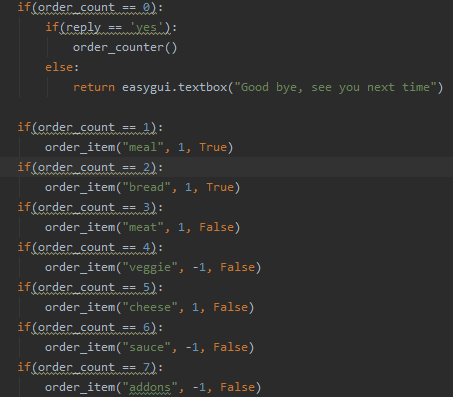 if(order_count == 0):
    if(reply == 'yes'):
        order_counter()
    else:
        return easygui.textbox("Good bye, see you next time")
if(order_count == 1):
    order_item("meal", 1, True)
if(order_count == 2):
    order_item("bread", 1, True)
if(order_count == 3):
    order_item("meat", 1, False)
if(order_count == 4):
    order_item("veggie", -1, False)
if(order_count == 5):
    order_item("cheese", 1, False)
if(order_count == 6):
    order_item("sauce", -1, False)
if(order_count == 7):
    order_item("addons", -1, False)